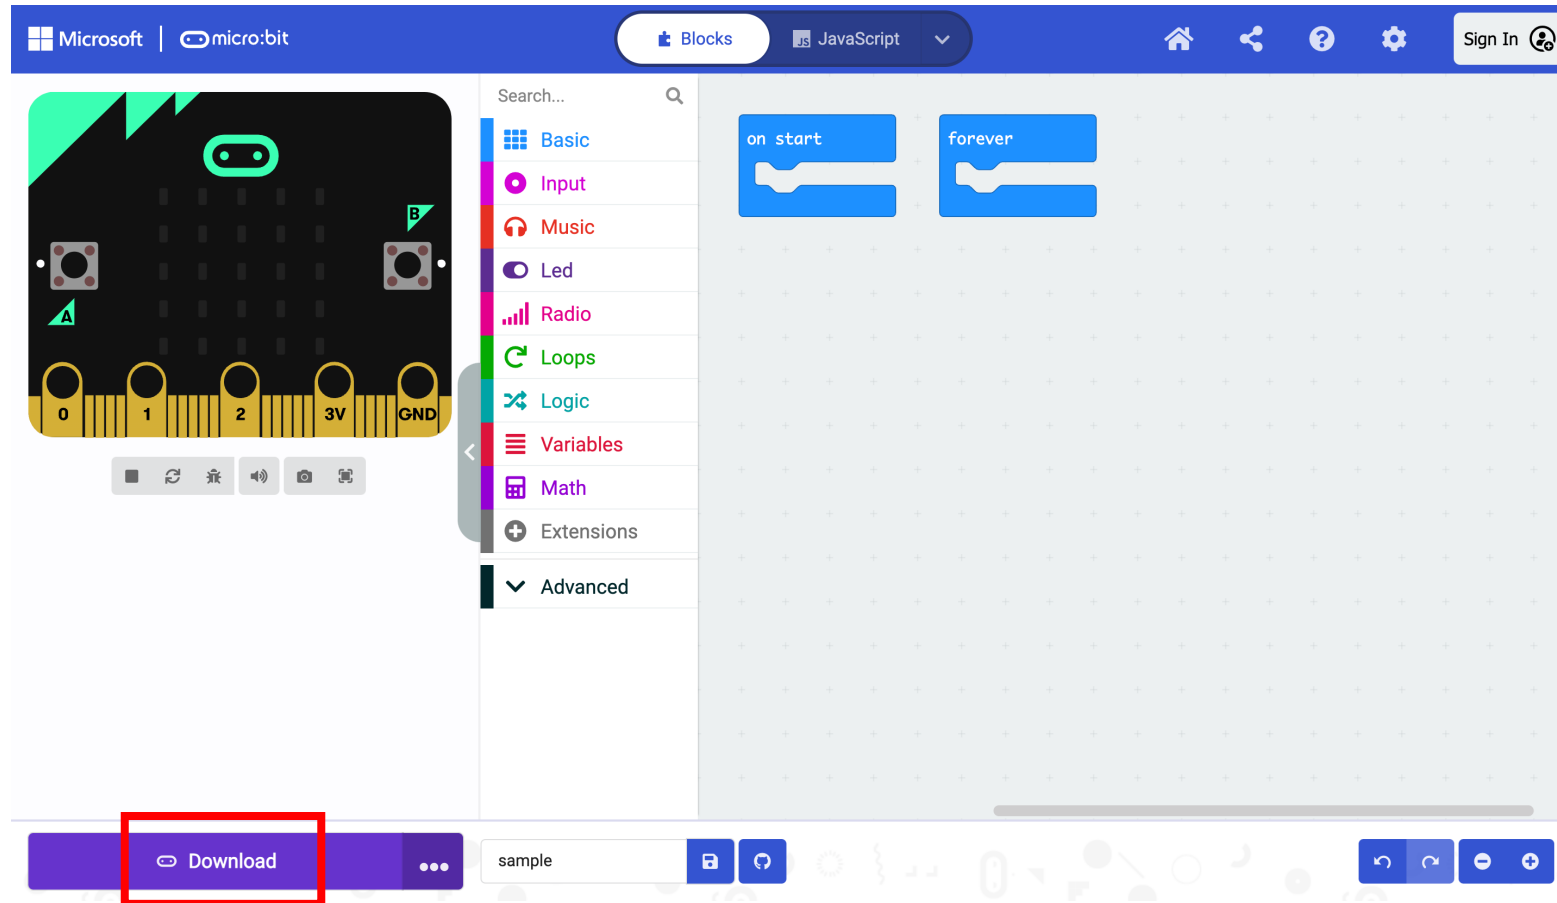 Microsoft | micro:bit
Blocks
JS JavaScript
Sign In
B
A
0 1 2 3V GND
Search...
Basic
Input
Music
Led
Radio
Loops
Logic
Variables
Math
Extensions
Advanced
on start
forever
Download
sample